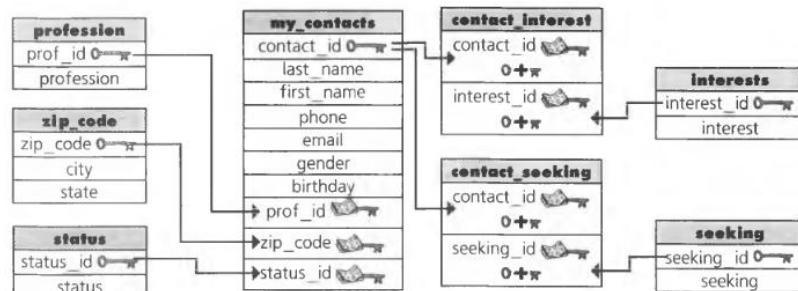 profession
prof_id
profession
zip_code
zip_code
city
state
status
status_id
status
my_contacts
contact_id
last_name
first_name
phone
email
gender
birthday
prof_id
zip_code
status_id
contact_interest
contact_id
interest_id
contact_seeking
contact_id
seeking_id
interests
interest_id
interest
seeking
seeking_id
seeking